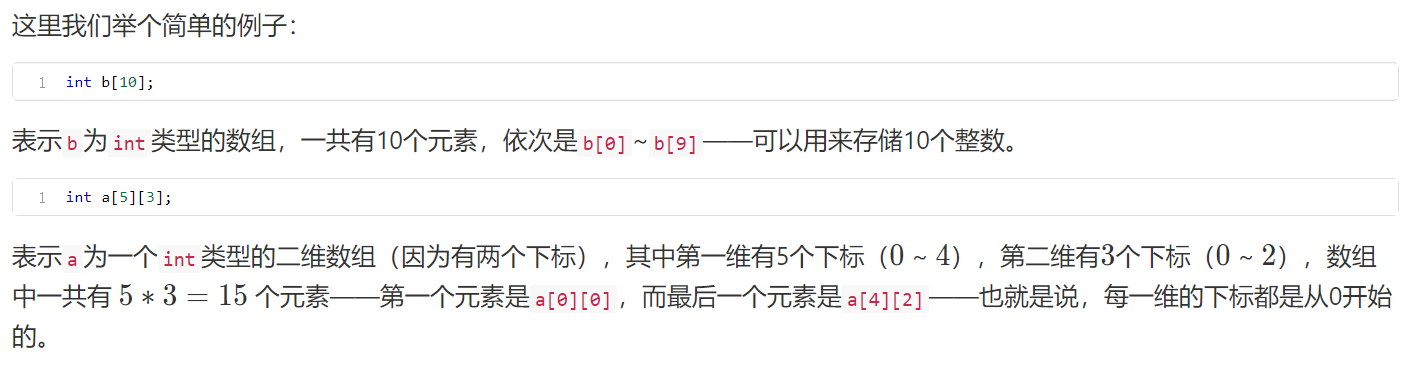 这里我们举个简单的例子：
1 int b[10];
表示 b 为 int 类型的数组，一共有10个元素，依次是 b[0] ~ b[9] ——可以用来存储10个整数。
1 int a[5][3];
表示 a 为一个 int 类型的二维数组（因为有两个下标），其中第一维有5个下标（0 ~ 4），第二维有3个下标（0 ~ 2），数组
中一共有 5 * 3 = 15 个元素——第一个元素是 a[0][0] ，而最后一个元素是 a[4][2] ——也就是说，每一维的下标都是从0开始
的。